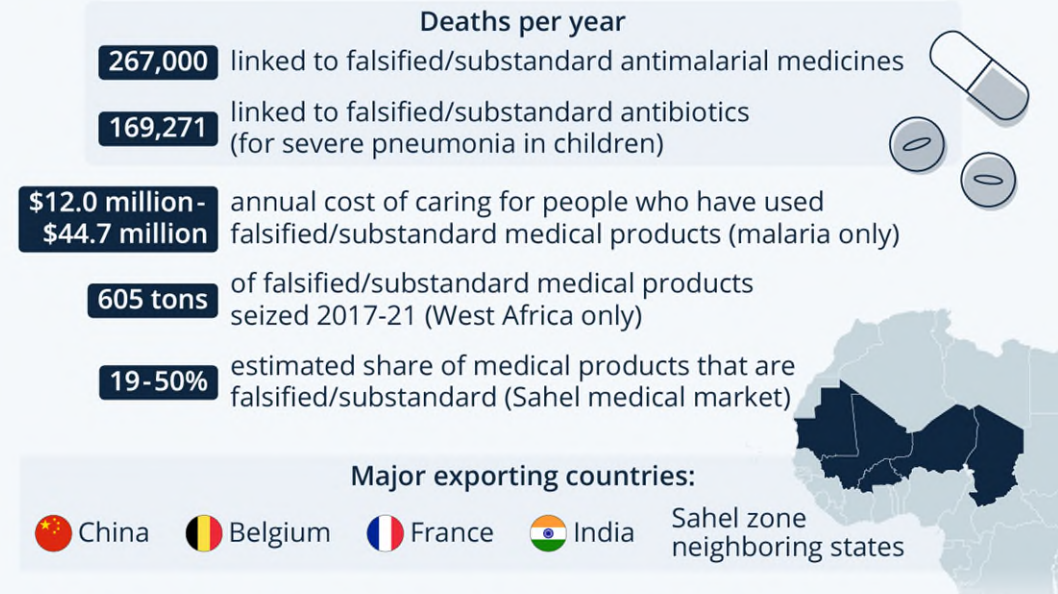 Deaths per year
267,000 linked to falsified/substandard antimalarial medicines
169,271 linked to falsified/substandard antibiotics
(for severe pneumonia in children)
$12.0 million- annual cost of caring for people who have used
$44.7 million falsified/substandard medical products (malaria only)
605 tons of falsified/substandard medical products
seized 2017-21 (West Africa only)
19-50% estimated share of medical products that are
falsified/substandard (Sahel medical market)
Major exporting countries:
China Belgium France India Sahel zone
neighboring states